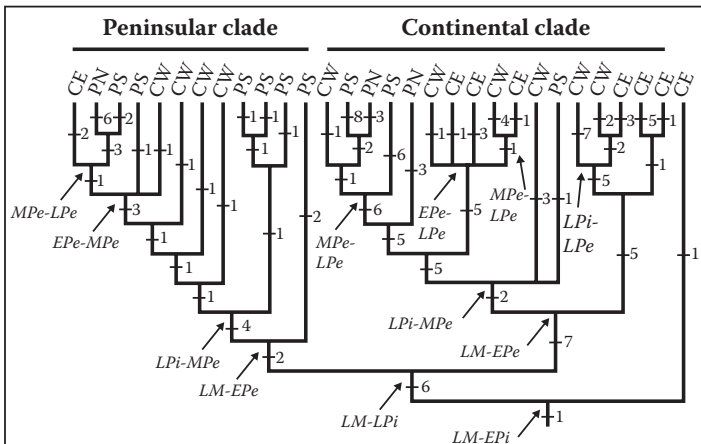 Peninsular clade Continental clade
CE PN PS PS CW CW CW CW PS PS PS PS CW PS PN PS PN CW CE CE CW CE CW PS CW CW CE CE CE CE
6 2 1 1 8 3 4 1 2 3 5 1
2 1 1 1 1 1 1 3 7
3 2 1 2
6
1 1 3 1
1 1 5
MPe-LPe
1 1 3 1
2
3 6 5
EPe-MPe
MPe-LPe
EPe-LPe
MPe-LPe
LPi-LPe
1 1 5
5 1
1 5
1 2
LPi-MPe
4
LPi-MPe
LM-EPe
7
2
LM-EPe
6
LM-LPi
1
LM-EPi